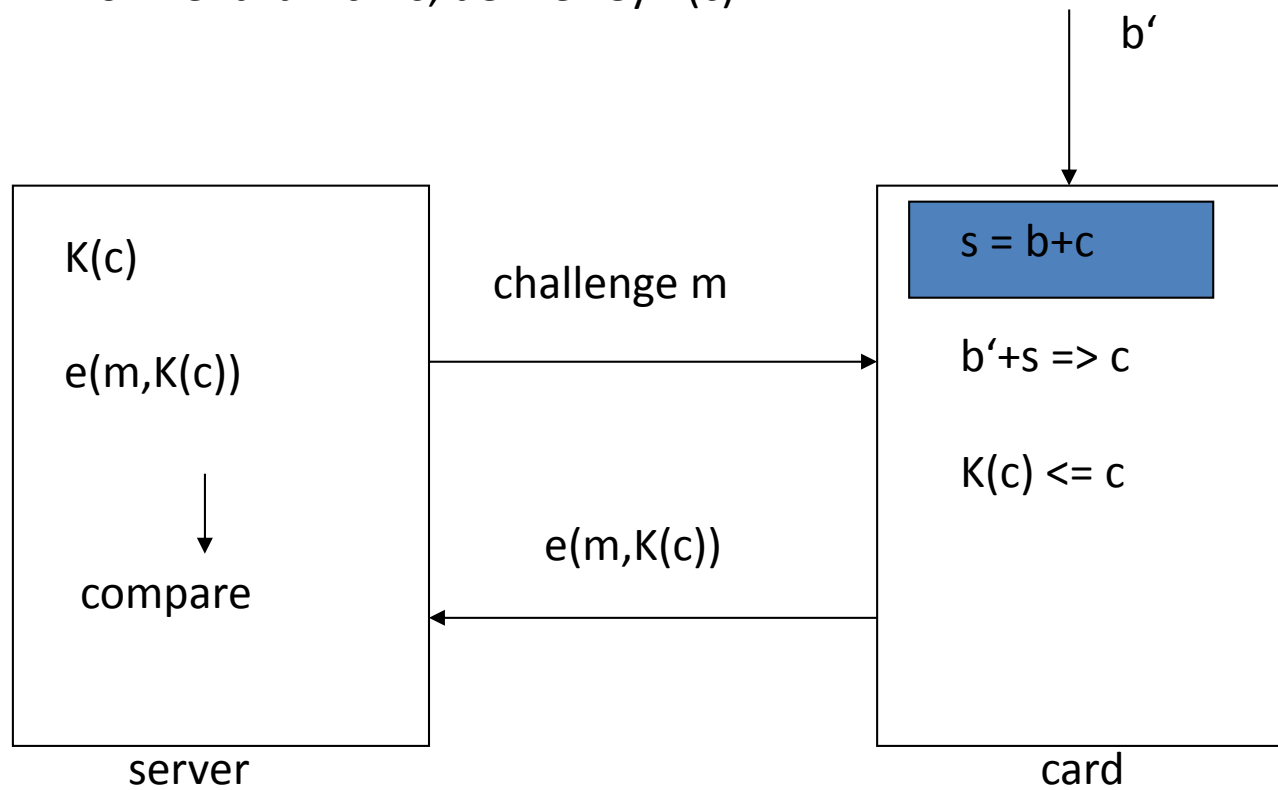 b‘
K(c)
e(m,K(c))
compare
server
challenge m
e(m,K(c))
s = b+c
b‘+s => c
K(c) <= c
card